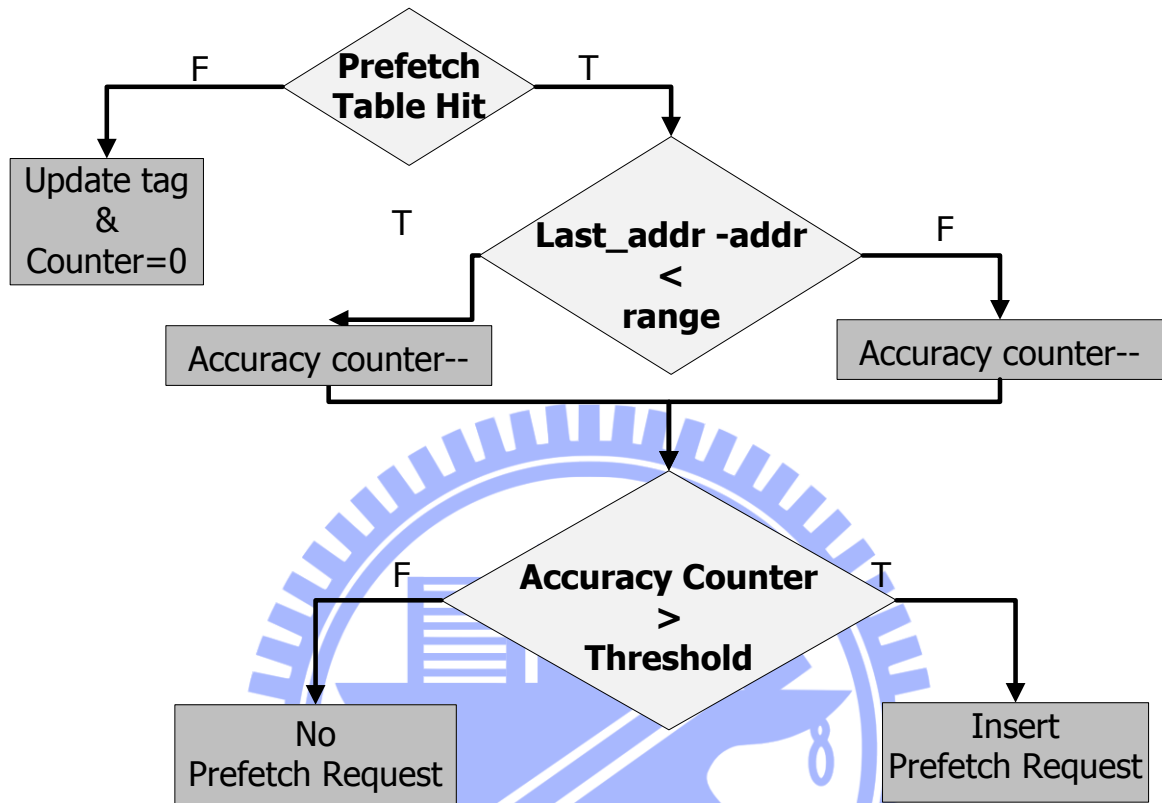 F
Prefetch
Table Hit
T
Update tag
&
Counter=0
T
Last_addr -addr
<
range
F
Accuracy counter--
Accuracy counter--
F
Accuracy Counter
>
Threshold
T
No
Prefetch Request
Insert
Prefetch Request